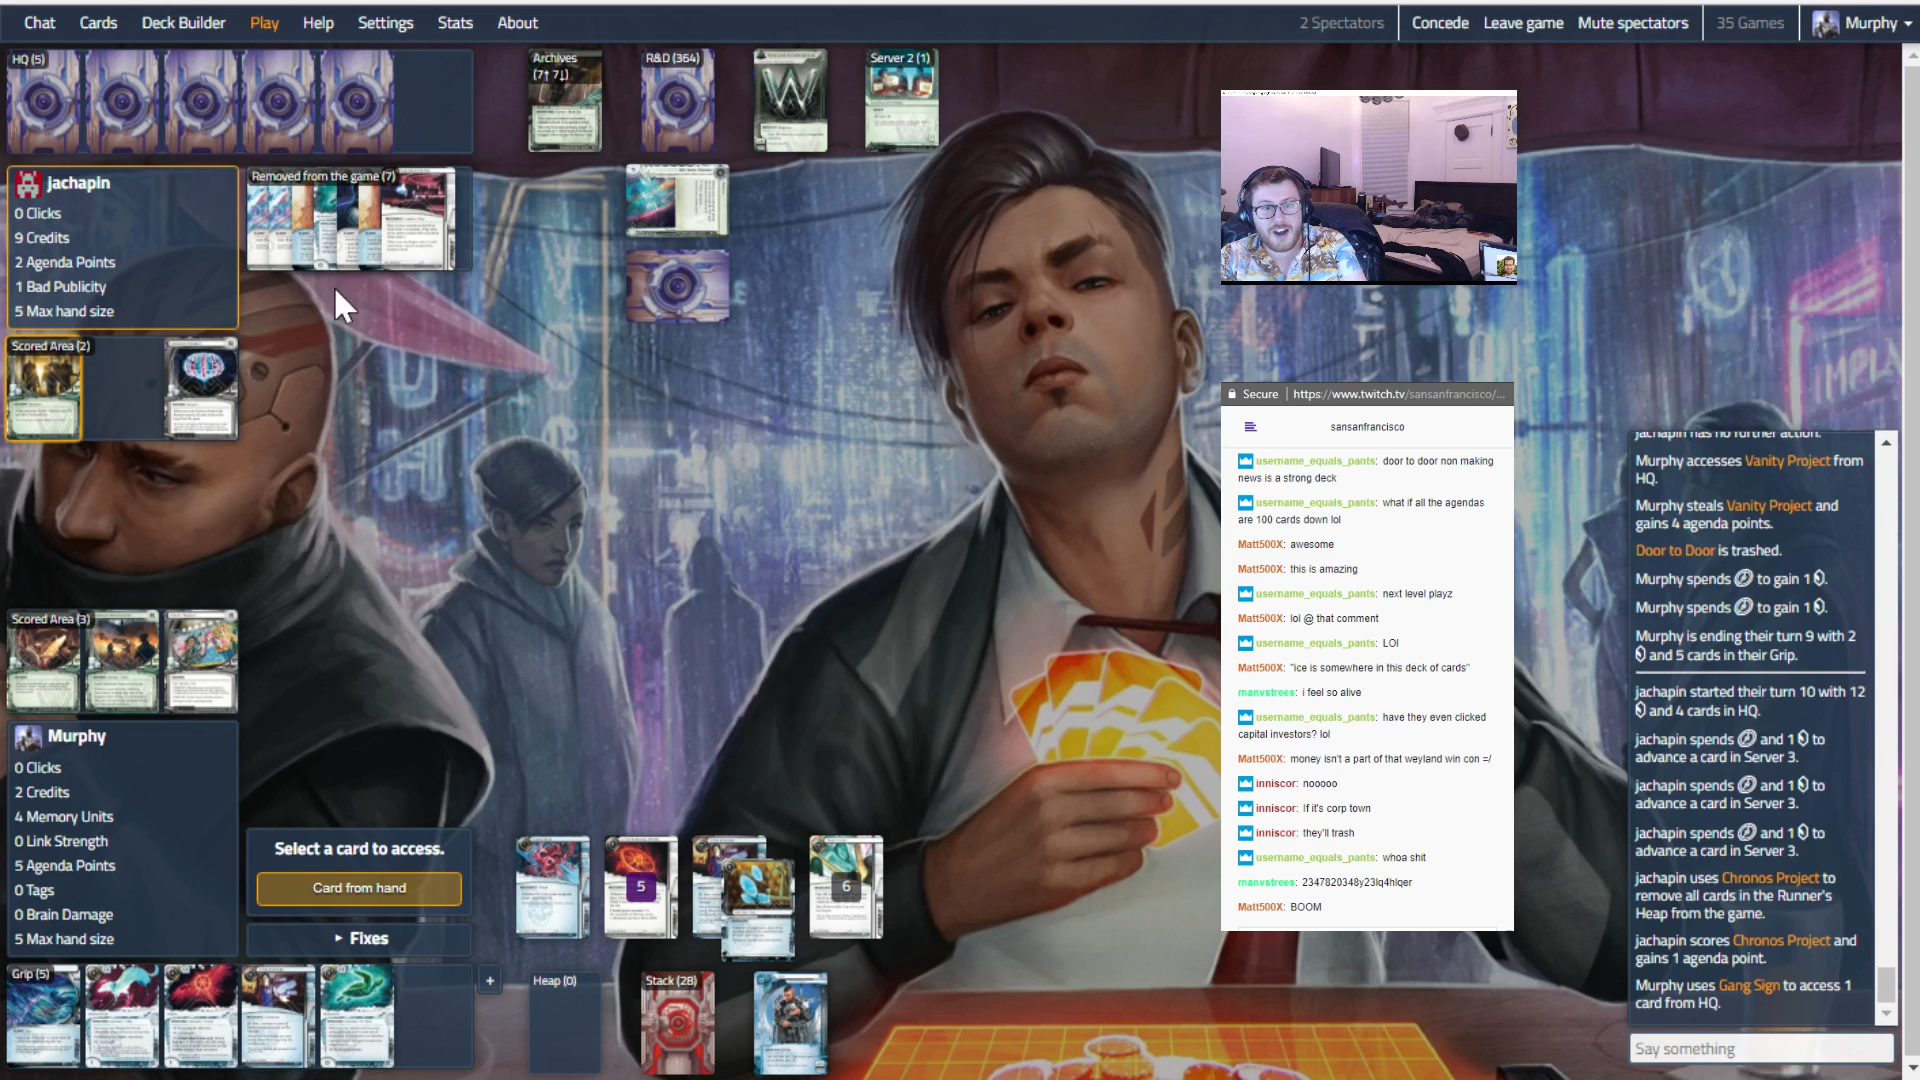 Chat Cards Deck Builder Play Help Settings Stats About
2 Spectators Concede Leave game Mute spectators 35 Games Murphy
HQ (5)
Archives
(7↑ 7↓)
R&D (364)
Server 2 (1)
jachapin
0 Clicks
9 Credits
2 Agenda Points
1 Bad Publicity
5 Max hand size
Removed from the game (7)
Scored Area (2)
Scored Area (3)
Murphy
0 Clicks
2 Credits
4 Memory Units
0 Link Strength
5 Agenda Points
0 Tags
0 Brain Damage
5 Max hand size
Select a card to access.
Card from hand
Fixes
5
6
Grip (5)
+
Heap (0)
Stack (28)
Secure https://www.twitch.tv/sansanfrancisco/...
sansanfrancisco
username_equals_pants: door to door non making
news is a strong deck
username_equals_pants: what if all the agendas
are 100 cards down lol
Matt500X: awesome
Matt500X: this is amazing
username_equals_pants: next level playz
Matt500X: lol @ that comment
username_equals_pants: LOl
Matt500X: "ice is somewhere in this deck of cards"
manvstrees: i feel so alive
username_equals_pants: have they even clicked
capital investors? lol
Matt500X: money isn't a part of that weyland win con =/
inniscor: nooooo
inniscor: If it's corp town
inniscor: they'll trash
username_equals_pants: whoa shit
manvstrees: 2347820348y23lq4hlqer
Matt500X: BOOM
jachapin has no further action.
Murphy accesses Vanity Project from
HQ.
Murphy steals Vanity Project and
gains 4 agenda points.
Door to Door is trashed.
Murphy spends to gain 1
Murphy spends to gain 1
Murphy is ending their turn 9 with 2
and 5 cards in their Grip.
jachapin started their turn 10 with 12
and 4 cards in HQ.
jachapin spends and 1 to
advance a card in Server 3.
jachapin spends and 1 to
advance a card in Server 3.
jachapin spends and 1 to
advance a card in Server 3.
jachapin uses Chronos Project to
remove all cards in the Runner's
Heap from the game.
jachapin scores Chronos Project and
gains 1 agenda point.
Murphy uses Gang Sign to access 1
card from HQ.
Say something